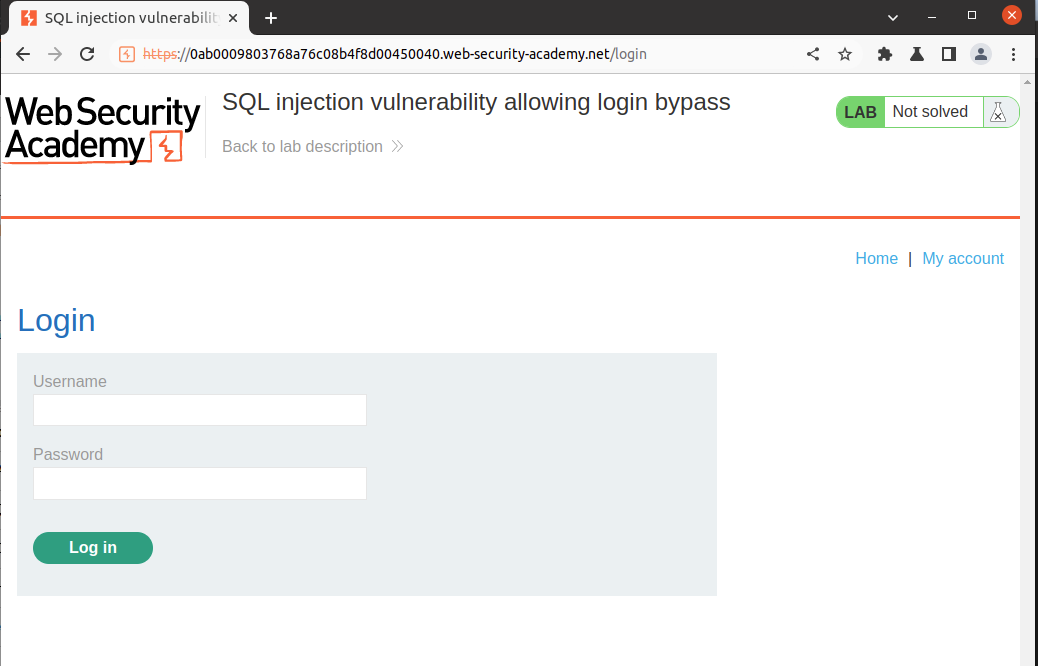 SQL injection vulnerabilit
https://0ab0009803768a76c08b4f8d00450040.web-security-academy.net/login
Web Security
Academy
SQL injection vulnerability allowing login bypass
Back to lab description
LAB Not solved
Home | My account
Login
Username
Password
Log in